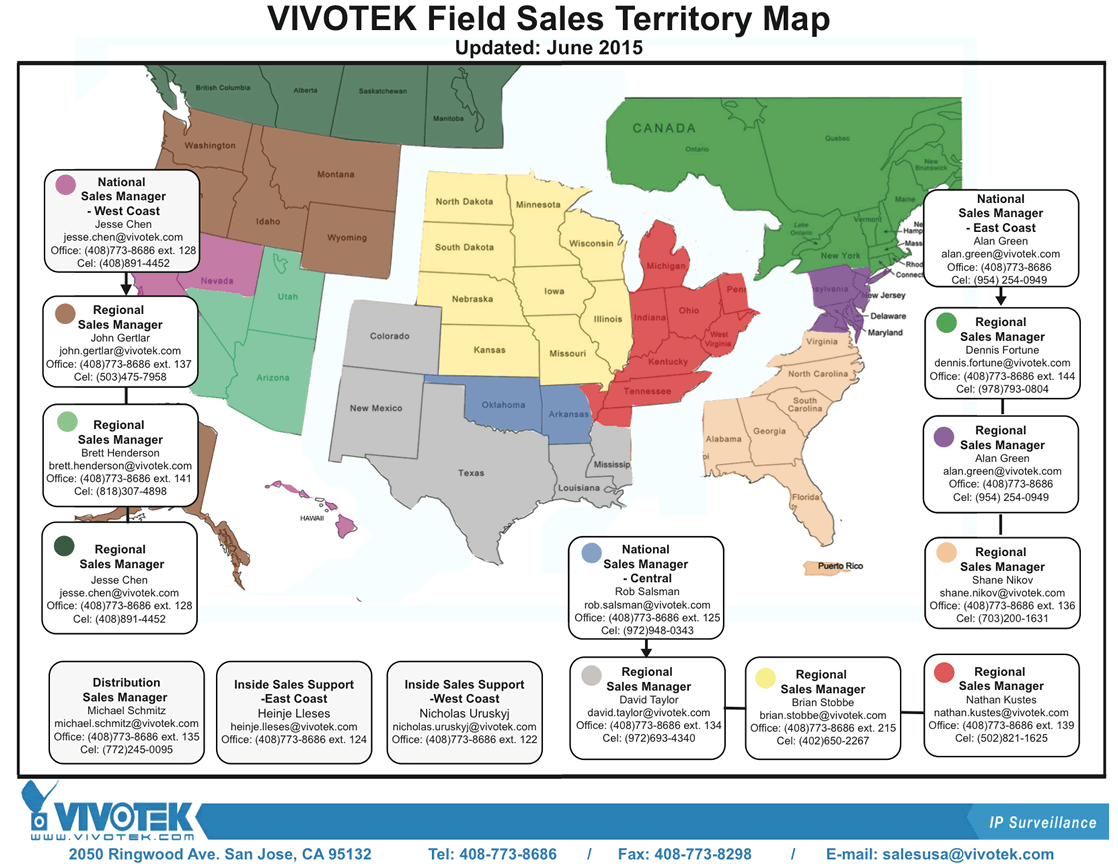 VIVOTEK Field Sales Territory Map
Updated: June 2015
British Columbia
Alberta
Saskatchewan
Manitoba
CANADA
Ontario
Quebec
New
Brunswick
Maine
Vermont
Lake
Ontario
New York
Ne
Hamp
Mass
Rhod
Connect
Washington
Montana
Idaho
Wyoming
Nevada
Utah
Arizona
Colorado
New Mexico
Texas
Oklahoma
Arkansas
Louisiana
Mississip
North Dakota
Minnesota
South Dakota
Wisconsin
Nebraska
Iowa
Illinois
Kansas
Missouri
Michigan
Indiana
Ohio
Penn
West
Virginia
Kentucky
Tennessee
sylvania
New Jersey
Delaware
Maryland
Virginia
North Carolina
South
Carolina
Georgia
Alabama
pi
Florida
Puerto Rico
HAWAII
National
Sales Manager
- West Coast
Jesse Chen
jesse.chen@vivotek.com
Office: (408)773-8686 ext. 128
Cel: (408)891-4452
Regional
Sales Manager
John Gertlar
john.gertlar@vivotek.com
Office: (408)773-8686 ext. 137
Cel: (503)475-7958
Regional
Sales Manager
Brett Henderson
brett.henderson@vivotek.com
Office: (408)773-8686 ext. 141
Cel: (818)307-4898
Regional
Sales Manager
Jesse Chen
jesse.chen@vivotek.com
Office: (408)773-8686 ext. 128
Cel: (408)891-4452
National
Sales Manager
- East Coast
Alan Green
alan.green@vivotek.com
Office: (408)773-8686
Cel: (954) 254-0949
Regional
Sales Manager
Dennis Fortune
dennis.fortune@vivotek.com
Office: (408)773-8686 ext. 144
Cel: (978)793-0804
Regional
Sales Manager
Alan Green
alan.green@vivotek.com
Office: (408)773-8686
Cel: (954) 254-0949
Regional
Sales Manager
Shane Nikov
shane.nikov@vivotek.com
Office: (408)773-8686 ext. 136
Cel: (703)200-1631
National
Sales Manager
- Central
Rob Salsman
rob.salsman@vivotek.com
Office: (408)773-8686 ext. 125
Cel: (972)948-0343
Distribution
Sales Manager
Michael Schmitz
michael.schmitz@vivotek.com
Office: (408)773-8686 ext. 135
Cel: (772)245-0095
Inside Sales Support
-East Coast
Heinje Lleses
heinje.lleses@vivotek.com
Office: (408)773-8686 ext. 124
Inside Sales Support
-West Coast
Nicholas Uruskyj
nicholas.uruskyj@vivotek.com
Office: (408)773-8686 ext. 122
Regional
Sales Manager
David Taylor
david.taylor@vivotek.com
Office: (408)773-8686 ext. 134
Cel: (972)693-4340
Regional
Sales Manager
Brian Stobbe
brian.stobbe@vivotek.com
Office: (408)773-8686 ext. 215
Cel: (402)650-2267
Regional
Sales Manager
Nathan Kustes
nathan.kustes@vivotek.com
Office: (408)773-8686 ext. 139
Cel: (502)821-1625
VIVOTEK
www.vivotek.com
IP Surveillance
2050 Ringwood Ave. San Jose, CA 95132 Tel: 408-773-8686 / Fax: 408-773-8298 / E-mail: salesusa@vivotek.com